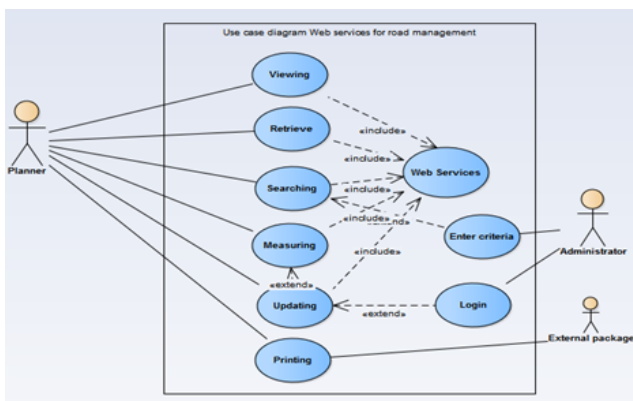 Use case diagram Web services for road management
Viewing
«include»
Retrieve
«include»
Planner
Web Services
Searching
«include»
«include»
nd»
Enter criteria
Measuring
Administrator
«include»
«extend»
Updating
Login
«extend»
External package
Printing